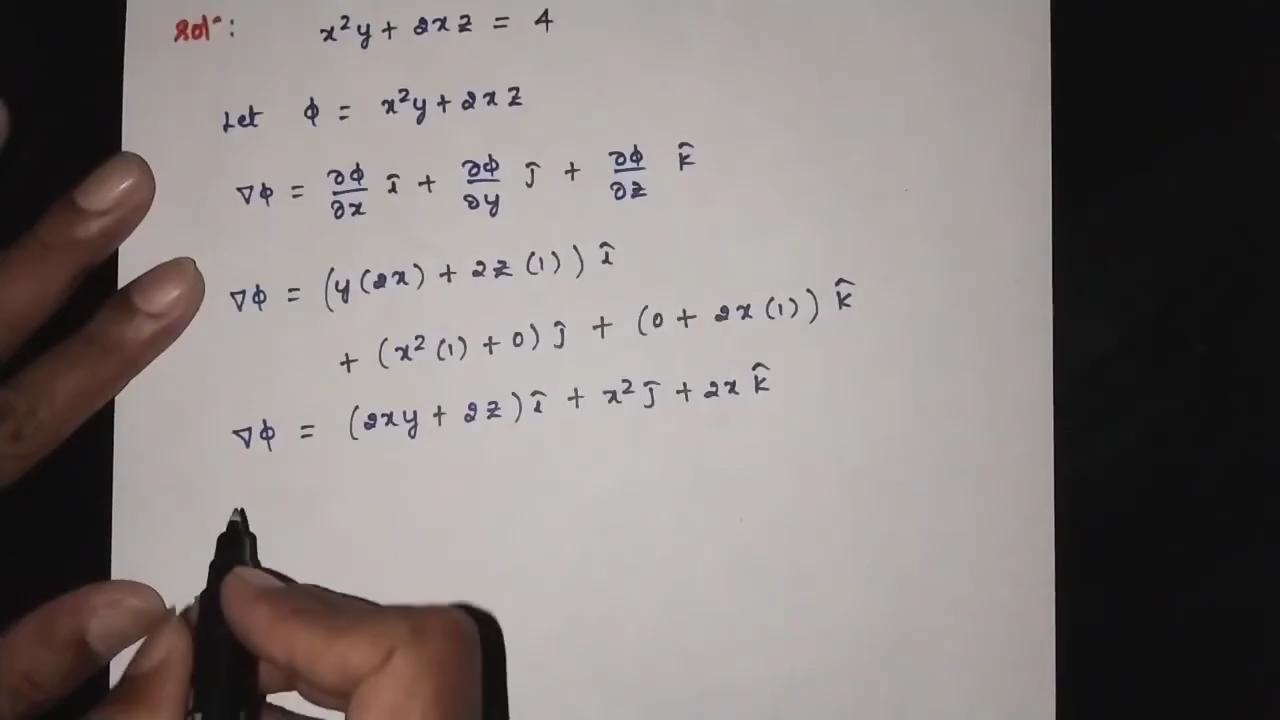 Solⁿ: x²y + 2xz = 4
Let ϕ = x²y + 2xz
∇ϕ = ∂ϕ/∂x î + ∂ϕ/∂y ĵ + ∂ϕ/∂z k̂
∇ϕ = (y(2x) + 2z(1)) î
+ (x²(1) + 0) ĵ + (0 + 2x(1)) k̂
∇ϕ = (2xy + 2z) î + x² ĵ + 2x k̂